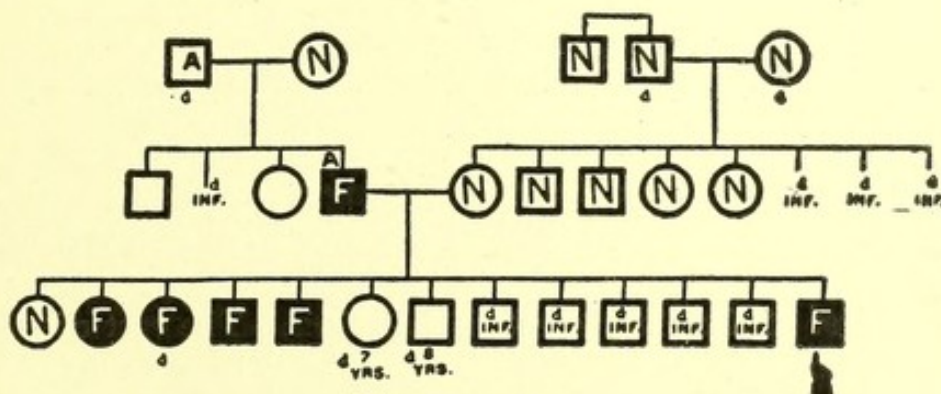 A N N N N
d d d
A
d INF. F N N N N N d INF. d INF. d INF.
N F F F F d INF. d INF. d INF. d INF. d INF. F
d d 7 YRS. d 8 YRS.